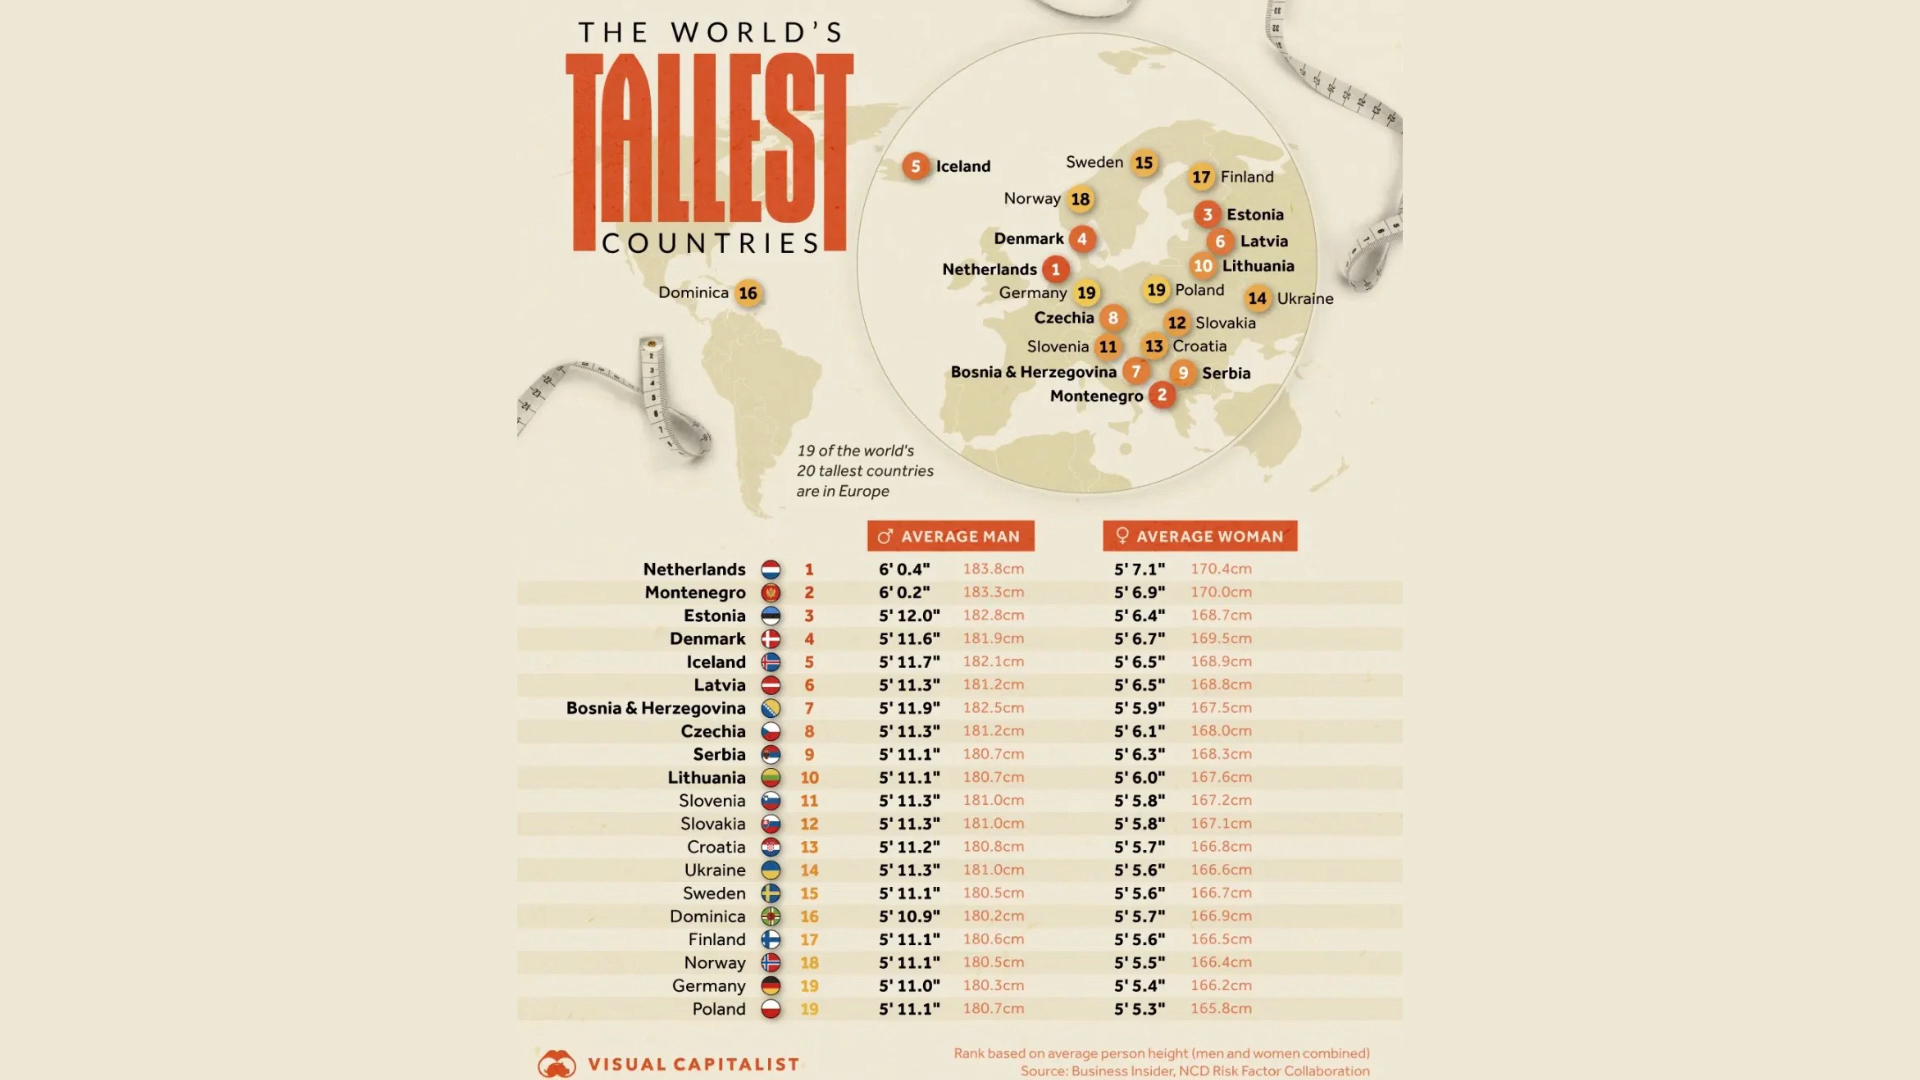 THE WORLD'S
TALLEST
COUNTRIES
5 Iceland
Sweden 15
17 Finland
Norway 18
3 Estonia
Denmark 4
6 Latvia
10 Lithuania
Netherlands 1
Germany 19
19 Poland
14 Ukraine
Dominica 16
Czechia 8
12 Slovakia
Slovenia 11
13 Croatia
Bosnia & Herzegovina 7
9 Serbia
Montenegro 2
19 of the world's
20 tallest countries
are in Europe
♂ AVERAGE MAN ♀ AVERAGE WOMAN
Netherlands 1 6' 0.4" 183.8cm 5' 7.1" 170.4cm
Montenegro 2 6' 0.2" 183.3cm 5' 6.9" 170.0cm
Estonia 3 5' 12.0" 182.8cm 5' 6.4" 168.7cm
Denmark 4 5' 11.6" 181.9cm 5' 6.7" 169.5cm
Iceland 5 5' 11.7" 182.1cm 5' 6.5" 168.9cm
Latvia 6 5' 11.3" 181.2cm 5' 6.5" 168.8cm
Bosnia & Herzegovina 7 5' 11.9" 182.5cm 5' 5.9" 167.5cm
Czechia 8 5' 11.3" 181.2cm 5' 6.1" 168.0cm
Serbia 9 5' 11.1" 180.7cm 5' 6.3" 168.3cm
Lithuania 10 5' 11.1" 180.7cm 5' 6.0" 167.6cm
Slovenia 11 5' 11.3" 181.0cm 5' 5.8" 167.2cm
Slovakia 12 5' 11.3" 181.0cm 5' 5.8" 167.1cm
Croatia 13 5' 11.2" 180.8cm 5' 5.7" 166.8cm
Ukraine 14 5' 11.3" 181.0cm 5' 5.6" 166.6cm
Sweden 15 5' 11.1" 180.5cm 5' 5.6" 166.7cm
Dominica 16 5' 10.9" 180.2cm 5' 5.7" 166.9cm
Finland 17 5' 11.1" 180.6cm 5' 5.6" 166.5cm
Norway 18 5' 11.1" 180.5cm 5' 5.5" 166.4cm
Germany 19 5' 11.0" 180.3cm 5' 5.4" 166.2cm
Poland 19 5' 11.1" 180.7cm 5' 5.3" 165.8cm
VISUAL CAPITALIST
Rank based on average person height (men and women combined)
Source: Business Insider, NCD Risk Factor Collaboration